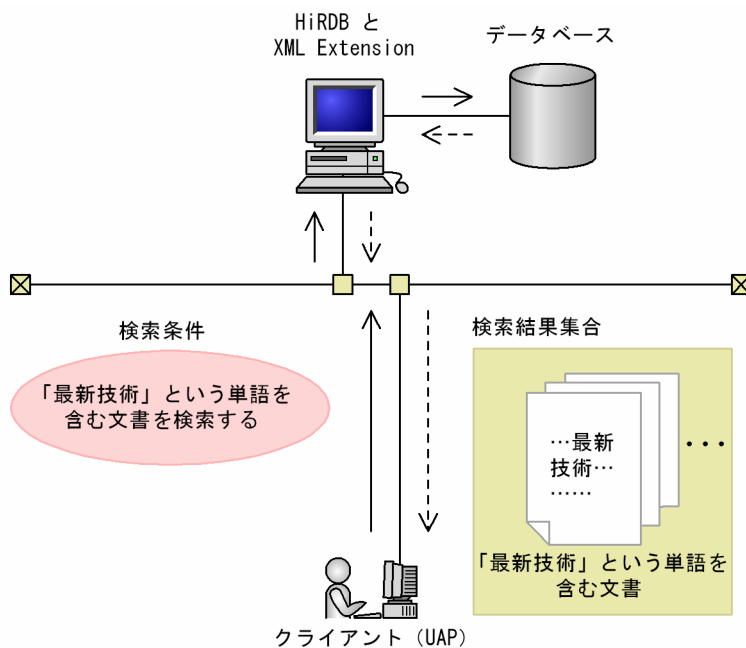 HiRDB と
XML Extension
データベース
検索条件
「最新技術」という単語を
含む文書を検索する
検索結果集合
…最新
技術…
……
・・・
「最新技術」という単語を
含む文書
クライアント（UAP）